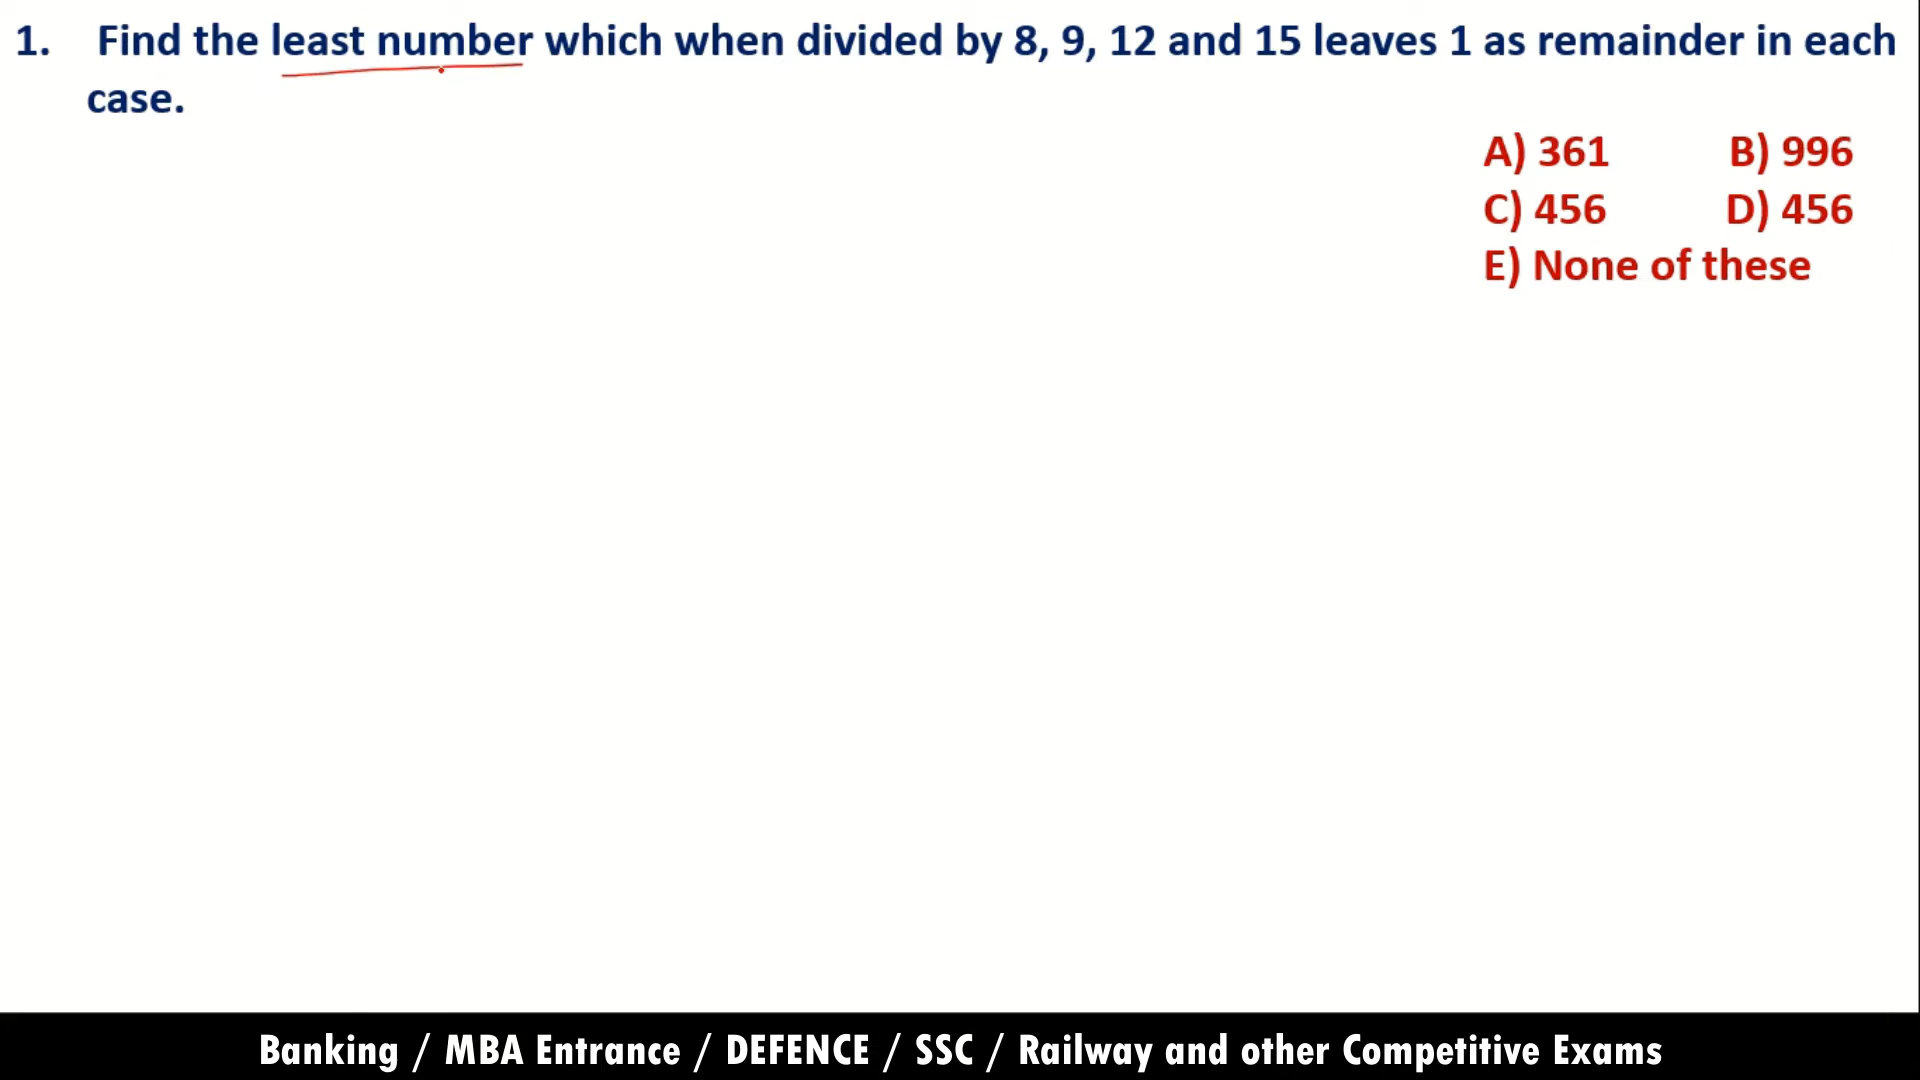 1. Find the least number which when divided by 8, 9, 12 and 15 leaves 1 as remainder in each
case.
A) 361 B) 996
C) 456 D) 456
E) None of these
Banking / MBA Entrance / DEFENCE / SSC / Railway and other Competitive Exams